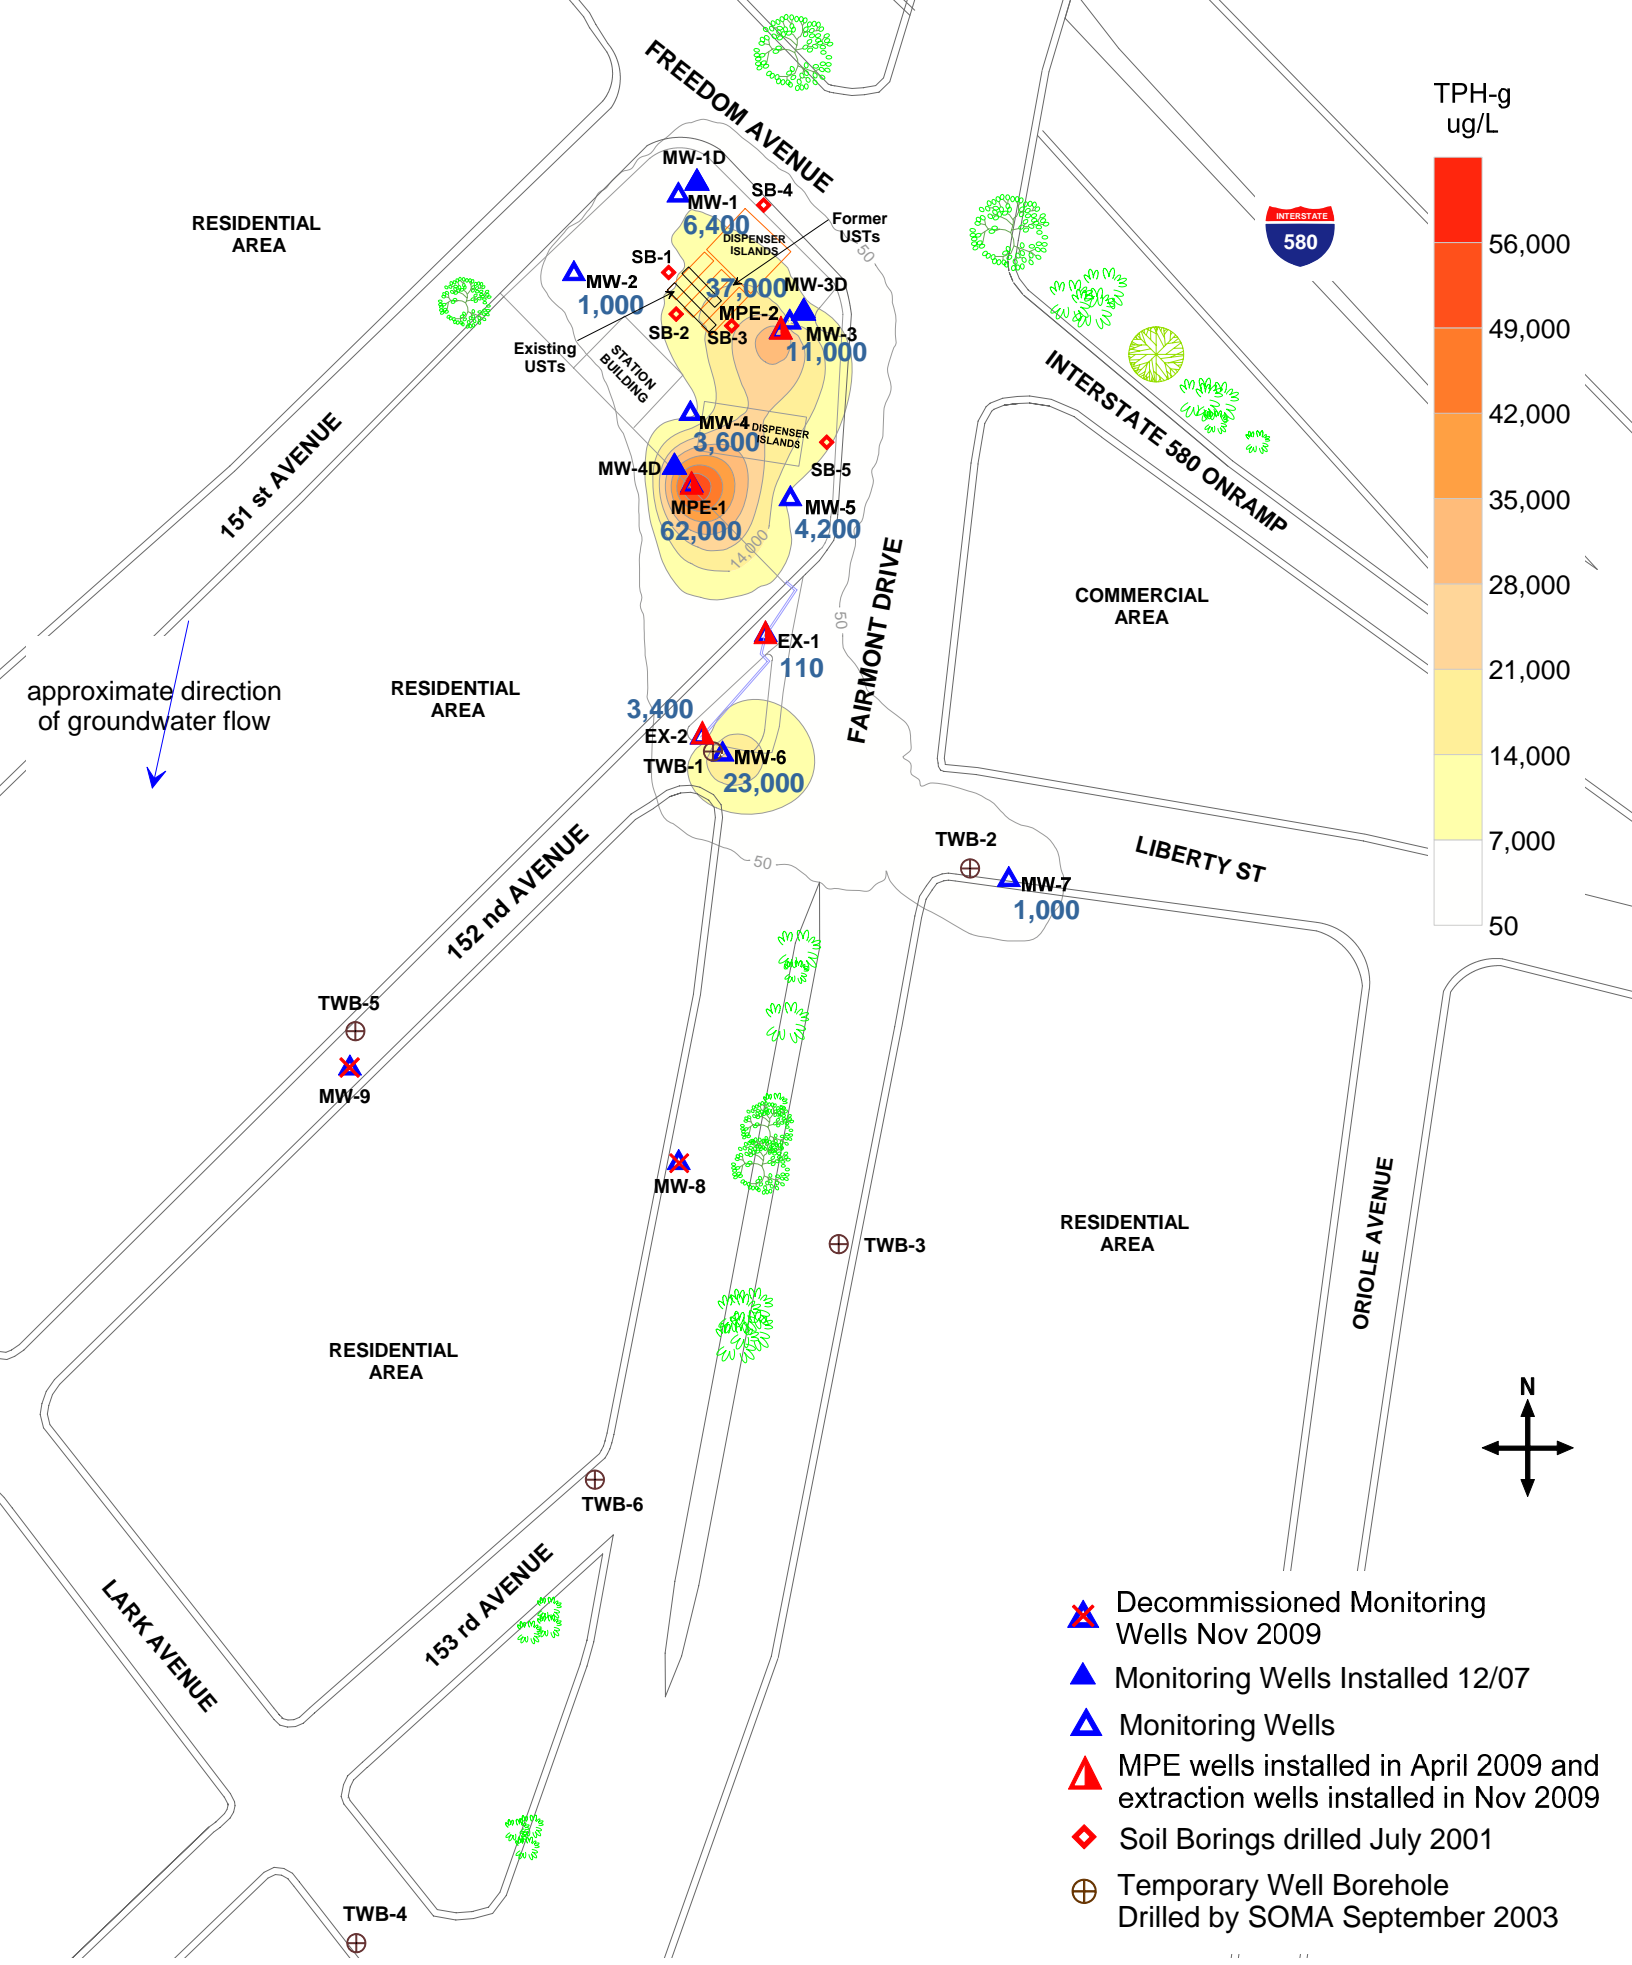 FREEDOM AVENUE
TPH-g
ug/L
56,000
49,000
42,000
35,000
28,000
21,000
14,000
7,000
50
INTERSTATE
580
RESIDENTIAL
AREA
MW-1D
MW-1
6,400
SB-4
DISPENSER
ISLANDS
Former
USTs
50
SB-1
MW-2
1,000
37,000
MW-3D
MPE-2
SB-2
SB-3
MW-3
11,000
Existing
USTs
STATION
BUILDING
MW-4
3,600
DISPENSER
ISLANDS
MW-4D
SB-5
MPE-1
62,000
MW-5
4,200
14,000
151 st AVENUE
INTERSTATE 580 ONRAMP
COMMERCIAL
AREA
FAIRMONT DRIVE
50
EX-1
110
approximate direction
of groundwater flow
RESIDENTIAL
AREA
3,400
EX-2
TWB-1
MW-6
23,000
50
TWB-2
MW-7
1,000
LIBERTY ST
152 nd AVENUE
TWB-5
MW-9
MW-8
TWB-3
RESIDENTIAL
AREA
ORIOLE AVENUE
RESIDENTIAL
AREA
N
TWB-6
153 rd AVENUE
LARK AVENUE
TWB-4
Decommissioned Monitoring
Wells Nov 2009
Monitoring Wells Installed 12/07
Monitoring Wells
MPE wells installed in April 2009 and
extraction wells installed in Nov 2009
Soil Borings drilled July 2001
Temporary Well Borehole
Drilled by SOMA September 2003